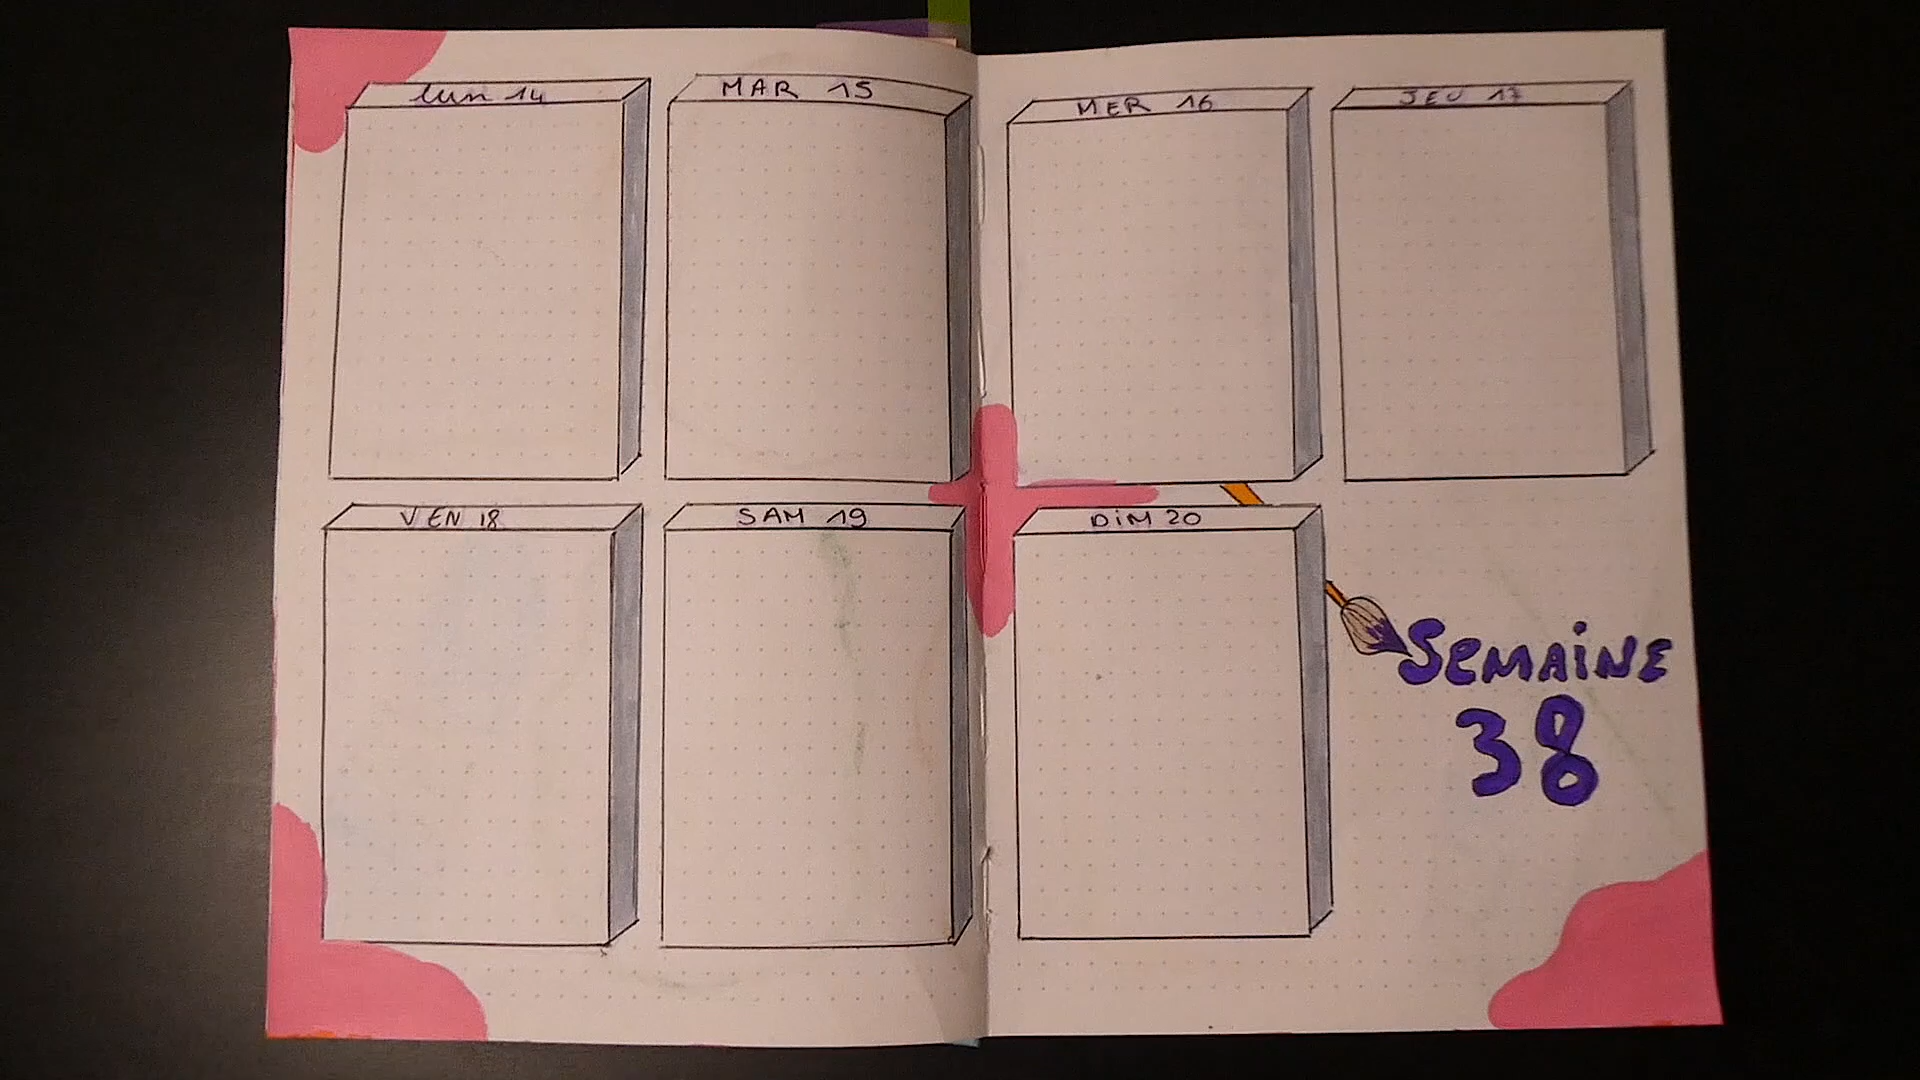 lun 14
MAR 15
MER 16
JEU 17
VEN 18
SAM 19
DiM 20
SEMAiNE
38